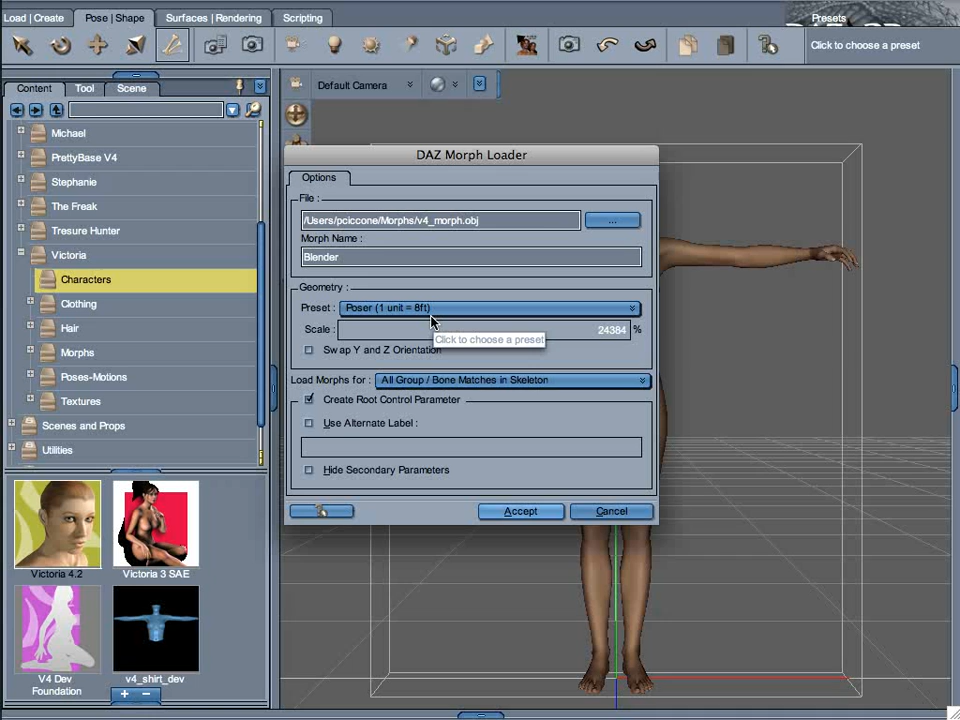 Load | Create
Pose | Shape
Surfaces | Rendering
Scripting
Presets
Click to choose a preset
Content
Tool
Scene
Default Camera
Michael
PrettyBase V4
Stephanie
The Freak
Tresure Hunter
Victoria
Characters
Clothing
Hair
Morphs
Poses-Motions
Textures
Scenes and Props
Utilities
Victoria 4.2
Victoria 3 SAE
V4 Dev
Foundation
v4_shirt_dev
DAZ Morph Loader
Options
File :
/Users/pciccone/Morphs/v4_morph.obj
...
Morph Name :
Blender
Geometry :
Preset : Poser (1 unit = 8ft)
Scale : 24384 %
Click to choose a preset
Swap Y and Z Orientation
Load Morphs for : All Group / Bone Matches in Skeleton
Create Root Control Parameter
Use Alternate Label :
Hide Secondary Parameters
Accept
Cancel